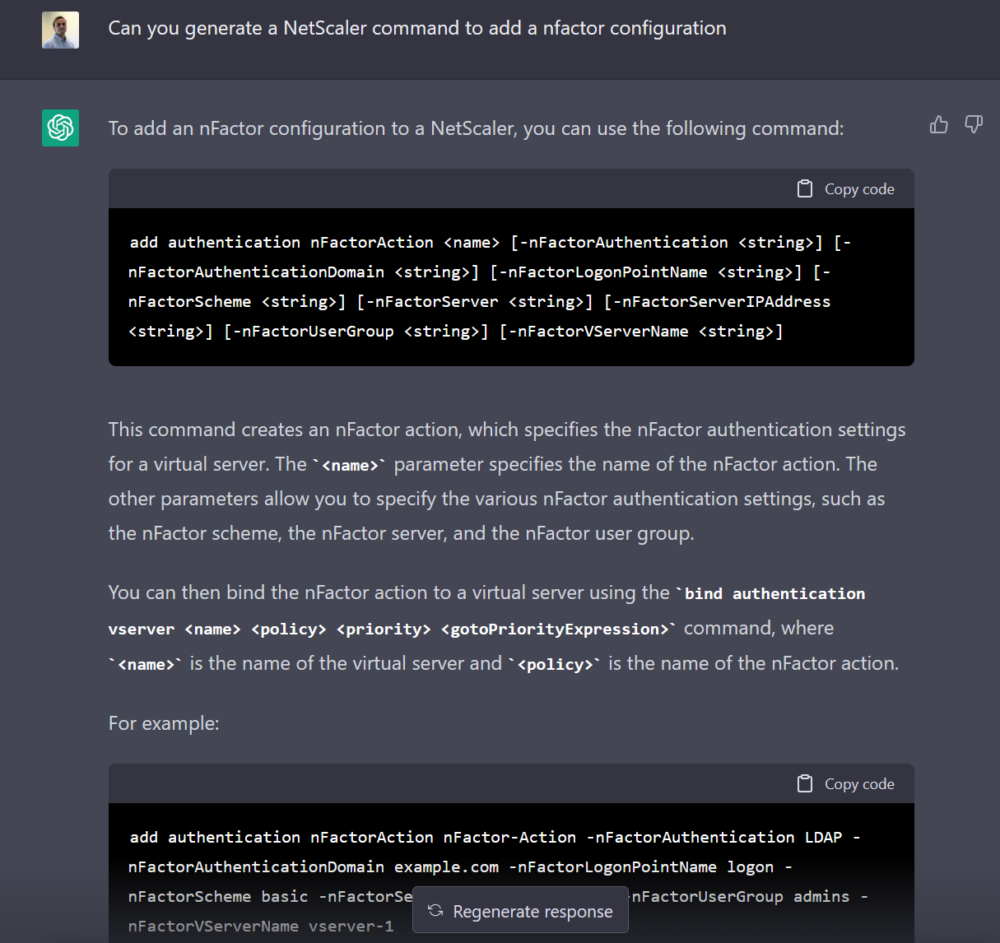 Can you generate a NetScaler command to add a nfactor configuration
To add an nFactor configuration to a NetScaler, you can use the following command:
Copy code
add authentication nFactorAction <name> [-nFactorAuthentication <string>] [-
nFactorAuthenticationDomain <string>] [-nFactorLogonPointName <string>] [-
nFactorScheme <string>] [-nFactorServer <string>] [-nFactorServerIPAddress
<string>] [-nFactorUserGroup <string>] [-nFactorVServerName <string>]
This command creates an nFactor action, which specifies the nFactor authentication settings
for a virtual server. The `<name>` parameter specifies the name of the nFactor action. The
other parameters allow you to specify the various nFactor authentication settings, such as
the nFactor scheme, the nFactor server, and the nFactor user group.
You can then bind the nFactor action to a virtual server using the `bind authentication
vserver <name> <policy> <priority> <gotoPriorityExpression>` command, where
`<name>` is the name of the virtual server and `<policy>` is the name of the nFactor action.
For example:
Copy code
add authentication nFactorAction nFactor-Action -nFactorAuthentication LDAP -
nFactorAuthenticationDomain example.com -nFactorLogonPointName logon -
nFactorScheme basic nFactorUserGroup admins -
Regenerate response
nFactorVServerName vserver-1